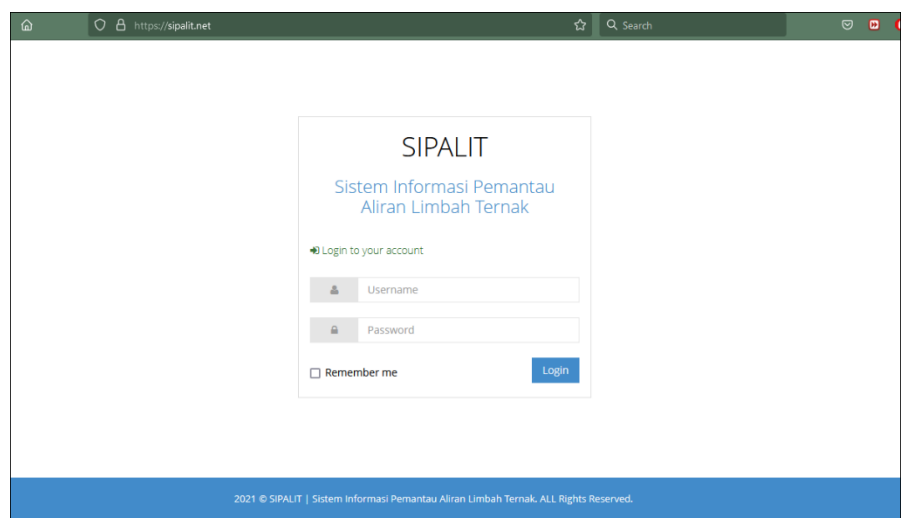 https://sipalit.net
Search
SIPALIT
Sistem Informasi Pemantau
Aliran Limbah Ternak
Login to your account
Username
Password
Remember me
Login
2021 © SIPALIT | Sistem Informasi Pemantau Aliran Limbah Ternak. ALL Rights Reserved.